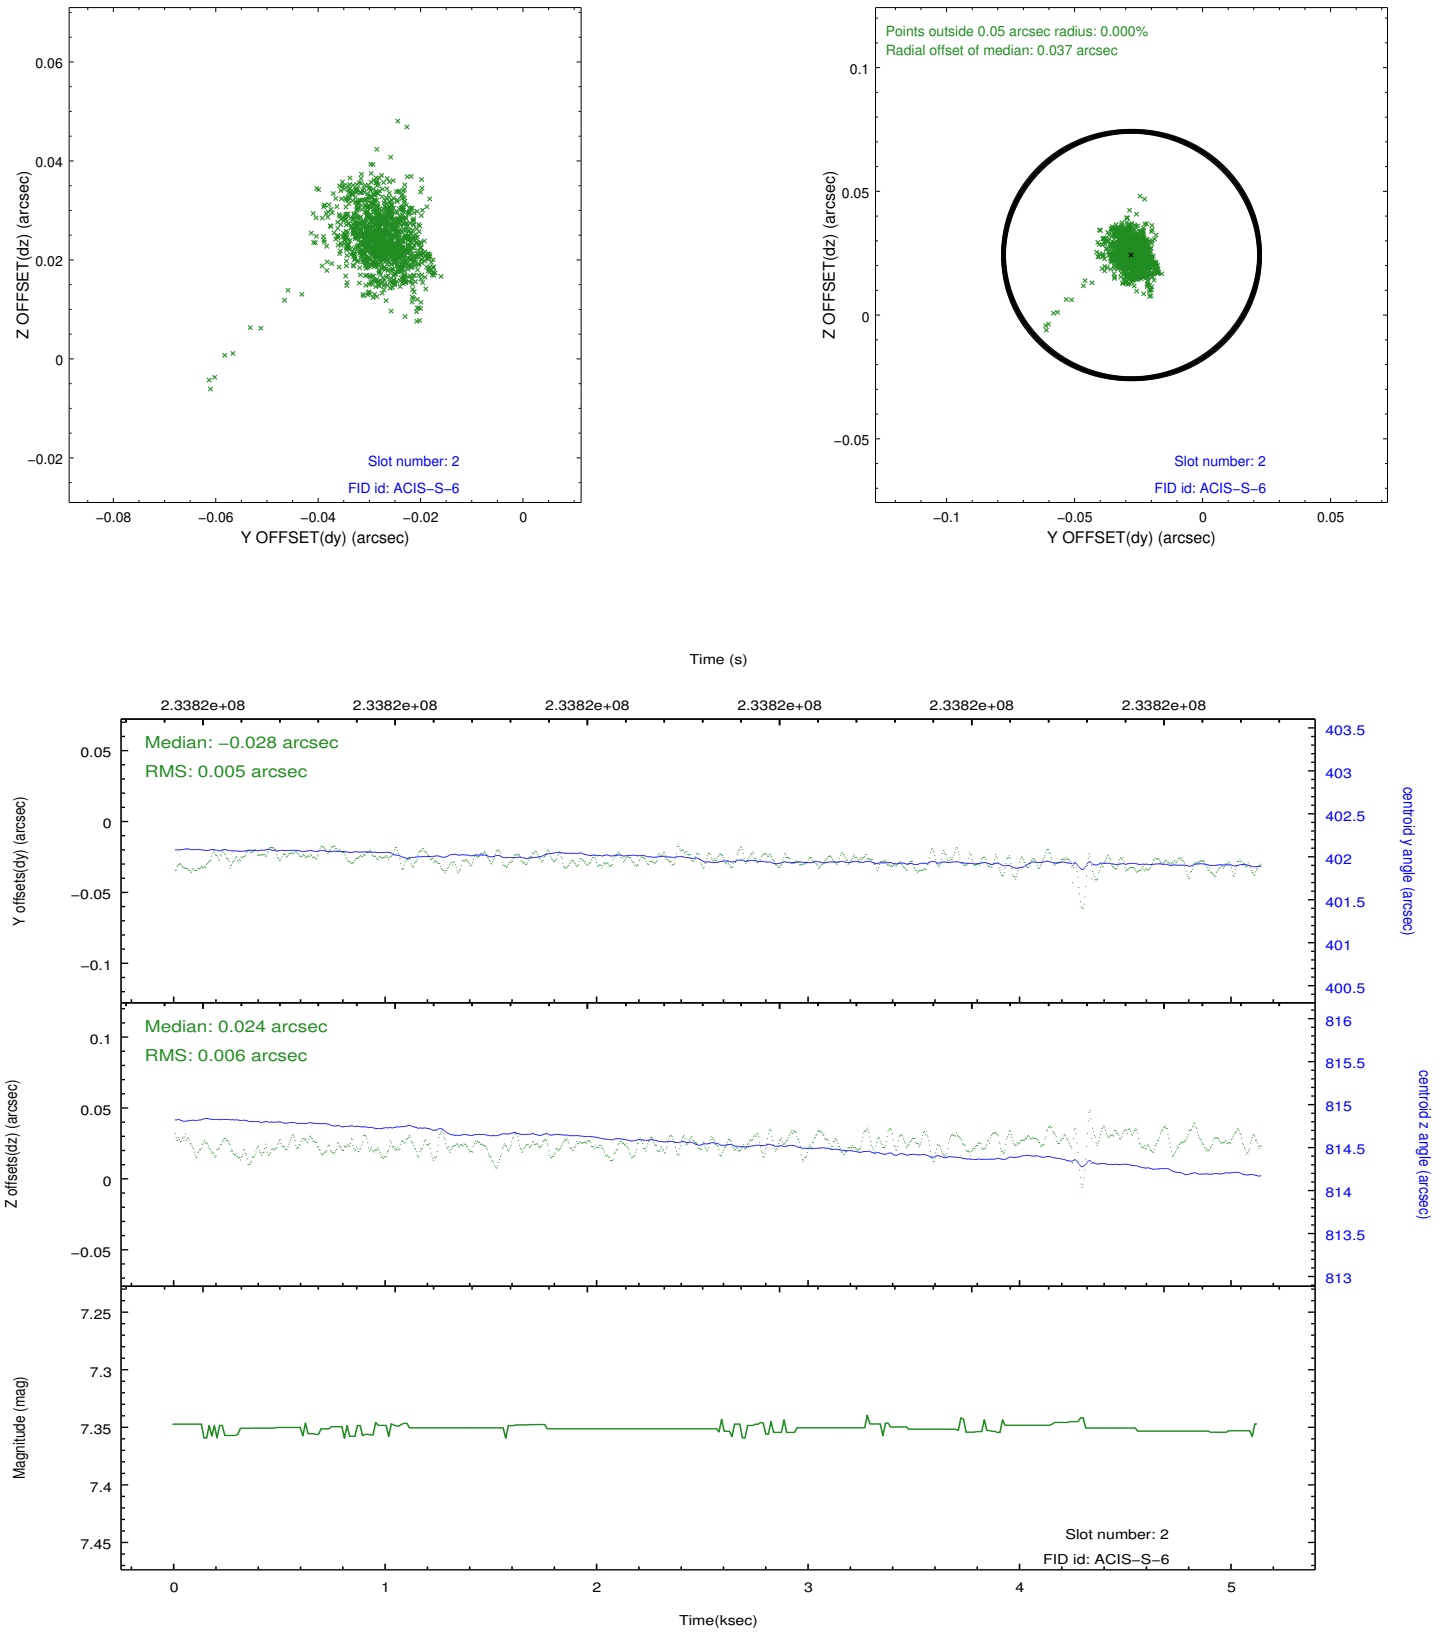 0.06
0.04
0.02
0
−0.02
Z OFFSET(dz) (arcsec)
Slot number: 2
FID id: ACIS−S−6
−0.08
−0.06
−0.04
−0.02
0
Y OFFSET(dy) (arcsec)
Points outside 0.05 arcsec radius: 0.000%
Radial offset of median: 0.037 arcsec
0.1
0.05
0
−0.05
Z OFFSET(dz) (arcsec)
Slot number: 2
FID id: ACIS−S−6
−0.1
−0.05
0
0.05
Y OFFSET(dy) (arcsec)
Time (s)
2.3382e+08
2.3382e+08
2.3382e+08
2.3382e+08
2.3382e+08
2.3382e+08
Median: −0.028 arcsec
RMS: 0.005 arcsec
0.05
0
−0.05
−0.1
Y offsets(dy) (arcsec)
403.5
403
402.5
402
401.5
401
400.5
centroid y angle (arcsec)
Median: 0.024 arcsec
RMS: 0.006 arcsec
0.1
0.05
0
−0.05
Z offsets(dz) (arcsec)
816
815.5
815
814.5
814
813.5
813
centroid z angle (arcsec)
7.25
7.3
7.35
7.4
7.45
Magnitude (mag)
Slot number: 2
FID id: ACIS−S−6
0
1
2
3
4
5
Time(ksec)